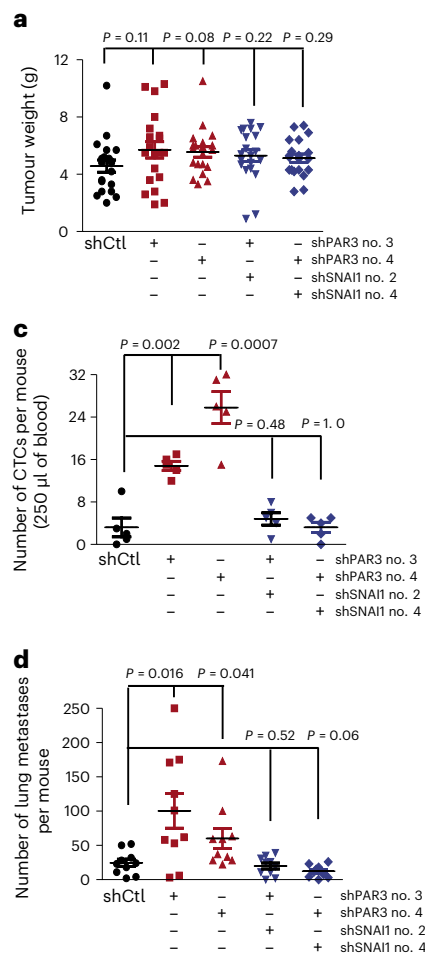 a
P = 0.11 P = 0.08 P = 0.22 P = 0.29
Tumour weight (g)
12
8
4
0
shCtl + – + – shPAR3 no. 3
– + – + shPAR3 no. 4
– – + – shSNAI1 no. 2
– – – + shSNAI1 no. 4
c
P = 0.002 P = 0.0007
Number of CTCs per mouse
(250 µl of blood)
32
24
16
8
0
P = 0.48 P = 1.0
shCtl + – + – shPAR3 no. 3
– + – + shPAR3 no. 4
– – + – shSNAI1 no. 2
– – – + shSNAI1 no. 4
d
P = 0.016 P = 0.041
Number of lung metastases
per mouse
250
200
150
100
50
0
P = 0.52 P = 0.06
shCtl + – + – shPAR3 no. 3
– + – + shPAR3 no. 4
– – + – shSNAI1 no. 2
– – – + shSNAI1 no. 4